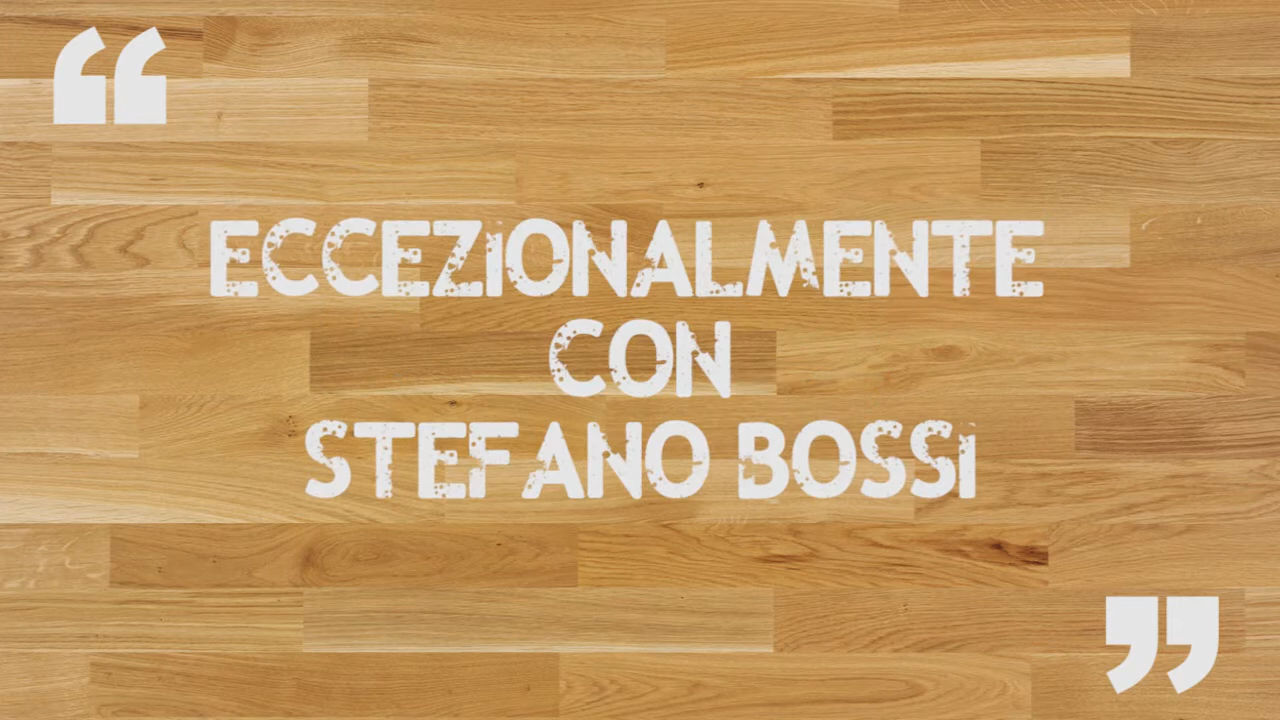 “
ECCEZIONALMENTE
CON
STEFANO BOSSI
”